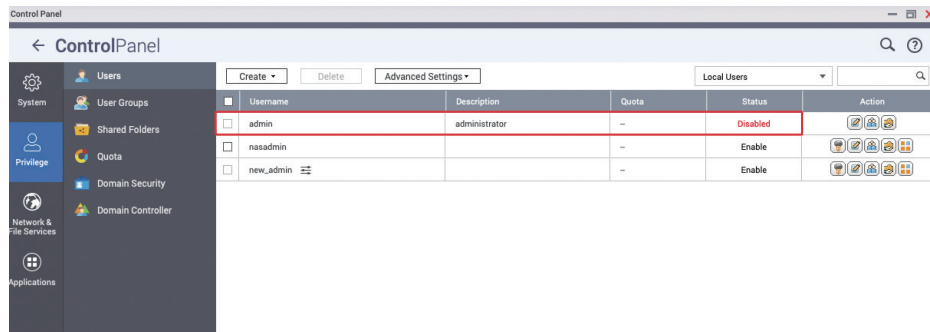 Control Panel
ControlPanel
System
Privilege
Network &
File Services
Applications
Users
User Groups
Shared Folders
Quota
Domain Security
Domain Controller
Create Delete Advanced Settings Local Users
Username Description Quota Status Action
admin administrator -- Disabled
nasadmin -- Enable
new_admin -- Enable